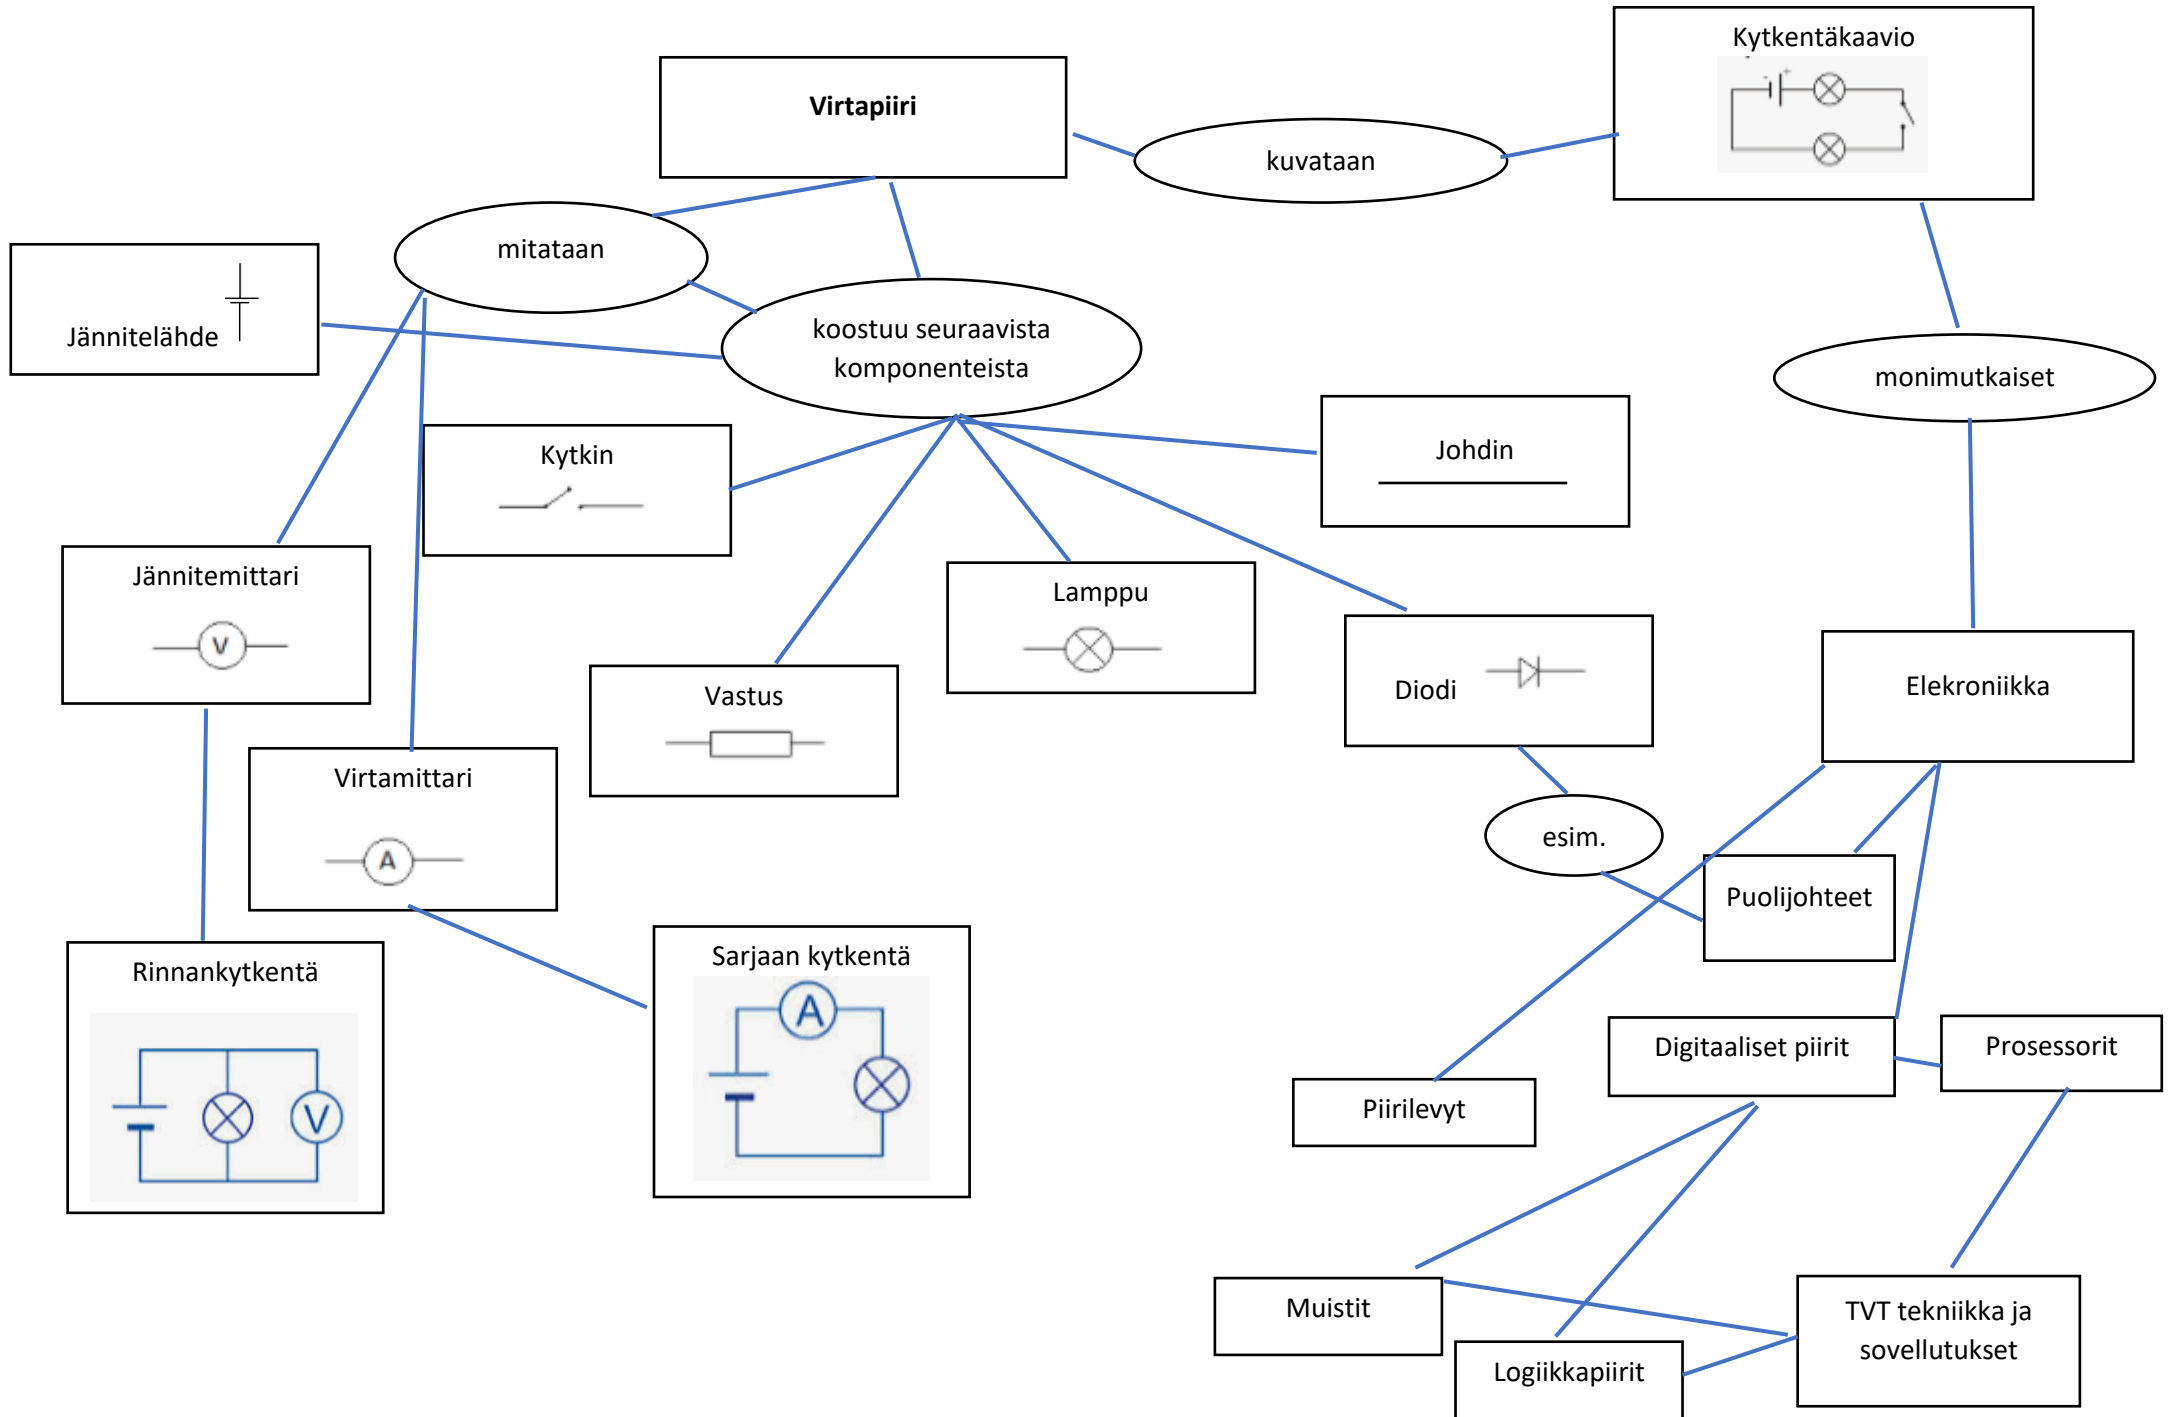 Kytkentäkaavio
- +
Virtapiiri
kuvataan
mitataan
Jännitelähde
koostuu seuraavista
komponenteista
monimutkaiset
Kytkin
Johdin
Jännitemittari
V
Lamppu
Vastus
Diodi
Elekroniikka
Virtamittari
A
esim.
Puolijohteet
Rinnankytkentä
V
Sarjaan kytkentä
A
Digitaaliset piirit
Prosessorit
Piirilevyt
Muistit
TVT tekniikka ja
sovellutukset
Logiikkapiirit